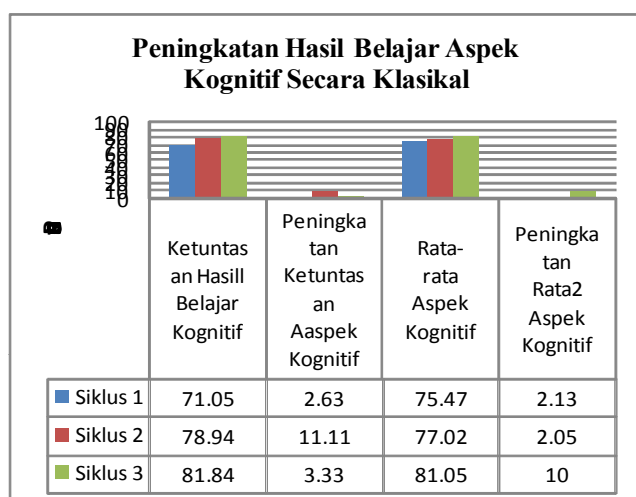 Peningkatan Hasil Belajar Aspek
Kognitif Secara Klasikal
100
10
0
Ketuntas
an Hasill
Belajar
Kognitif
Peningka
tan
Ketuntas
an
Aaspek
Kognitif
Rata-
rata
Aspek
Kognitif
Peningka
tan
Rata2
Aspek
Kognitif
Siklus 1 71.05 2.63 75.47 2.13
Siklus 2 78.94 11.11 77.02 2.05
Siklus 3 81.84 3.33 81.05 10